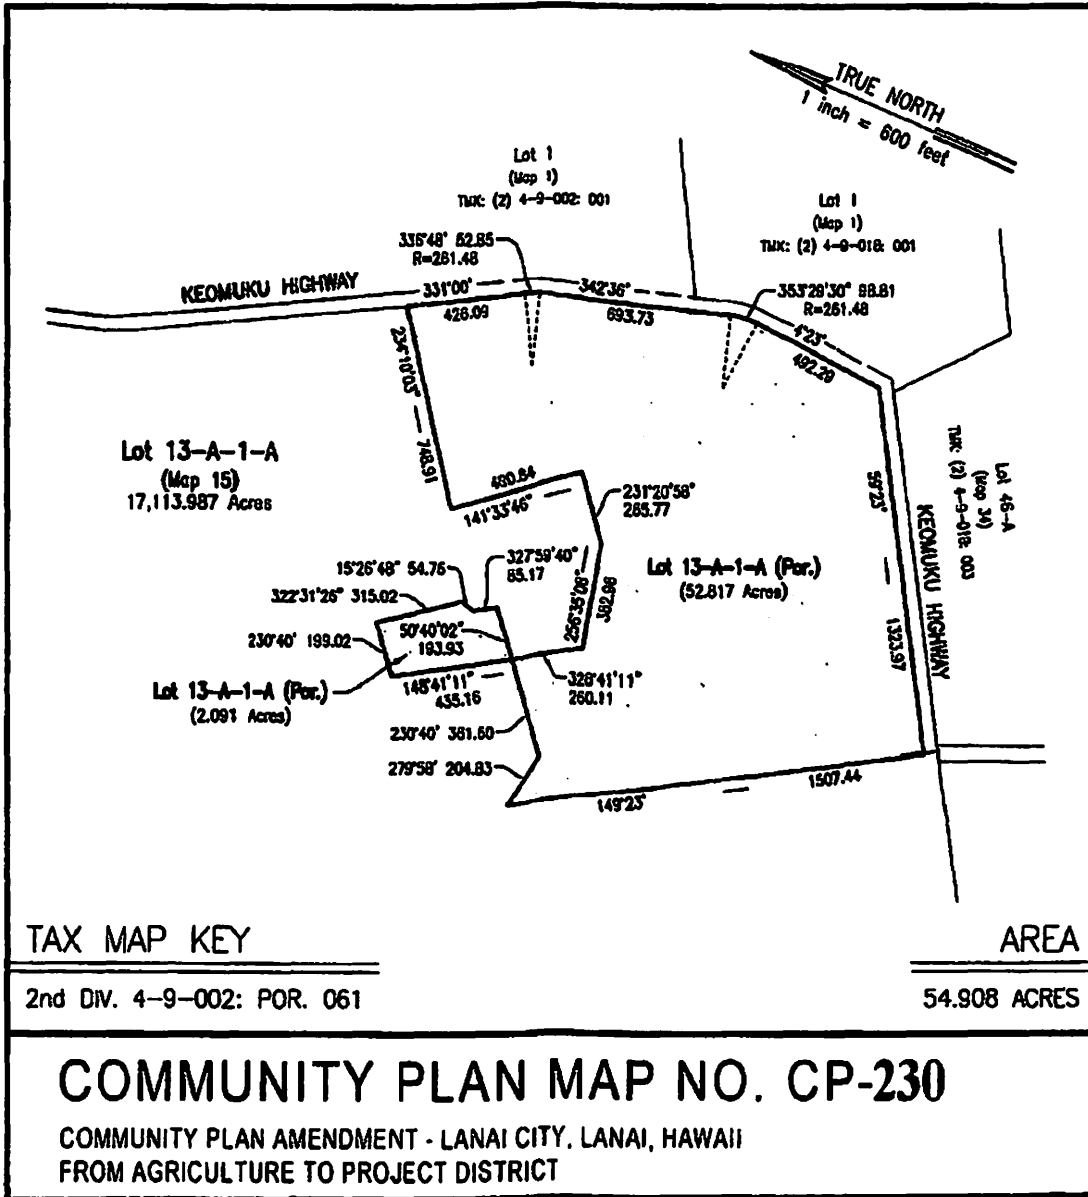 TRUE NORTH
1 inch = 600 feet
Lot 1
(Map 1)
TMK: (2) 4-9-002: 001
Lot 1
(Map 1)
TMK: (2) 4-9-018: 001
336°48' 52.85
R=261.48
KEOMUKU HIGHWAY
331°00'
426.09
342°36"
693.73
353°29'30" 98.81
R=261.48
4°23'
492.29
234°10'03"
748.91
Lot 13-A-1-A
(Map 15)
17,113.987 Acres
480.64
141°33'46"
231°20'58"
285.77
59°23'
Lot 46-A
(Map 34)
TMK: (2) 4-9-018: 003
KEOMUKU HIGHWAY
15°26'48" 54.76
327°59'40"
85.17
Lot 13-A-1-A (Por.)
(52.817 Acres)
322°31'26" 315.02
256°35'08"
382.98
230°40' 199.02
50°40'02"
193.93
1323.97
Lot 13-A-1-A (Por.)
(2.091 Acres)
148°41'11"
435.16
328°41'11"
260.11
230°40' 361.60
279°58' 204.83
149°23'
1507.44
TAX MAP KEY
AREA
2nd DIV. 4-9-002: POR. 061
54.908 ACRES
COMMUNITY PLAN MAP NO. CP-230
COMMUNITY PLAN AMENDMENT - LANAI CITY, LANAI, HAWAII
FROM AGRICULTURE TO PROJECT DISTRICT